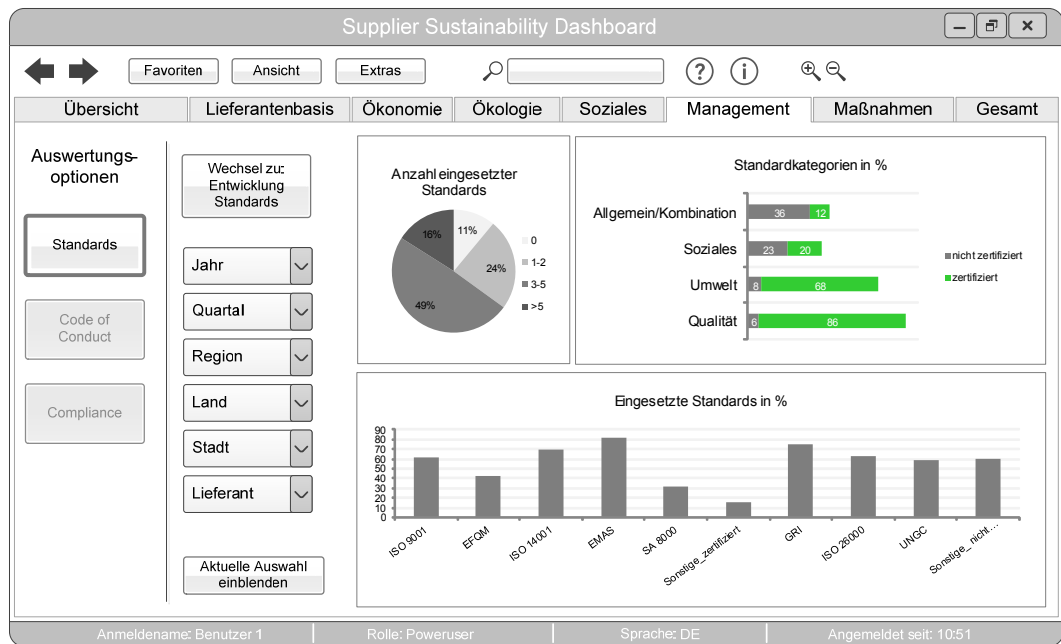 Supplier Sustainability Dashboard
Favoriten
Ansicht
Extras
?
i
Übersicht
Lieferantenbasis
Ökonomie
Ökologie
Soziales
Management
Maßnahmen
Gesamt
Auswertungs-
optionen
Standards
Code of
Conduct
Compliance
Wechsel zu:
Entwicklung
Standards
Jahr
Quartal
Region
Land
Stadt
Lieferant
Aktuelle Auswahl
einblenden
Anzahl eingesetzter
Standards
11%
24%
49%
16%
0
1-2
3-5
>5
Standardkategorien in %
Allgemein/Kombination
36
12
Soziales
23
20
Umwelt
8
68
Qualität
6
86
nicht zertifiziert
zertifiziert
Eingesetzte Standards in %
90
80
70
60
50
40
30
20
10
0
ISO 9001
EFQM
ISO 14001
EMAS
SA 8000
Sonstige_zertifiziert
GRI
ISO 26000
UNGC
Sonstige_nicht…
Anmeldename: Benutzer 1
Rolle: Poweruser
Sprache: DE
Angemeldet seit: 10:51